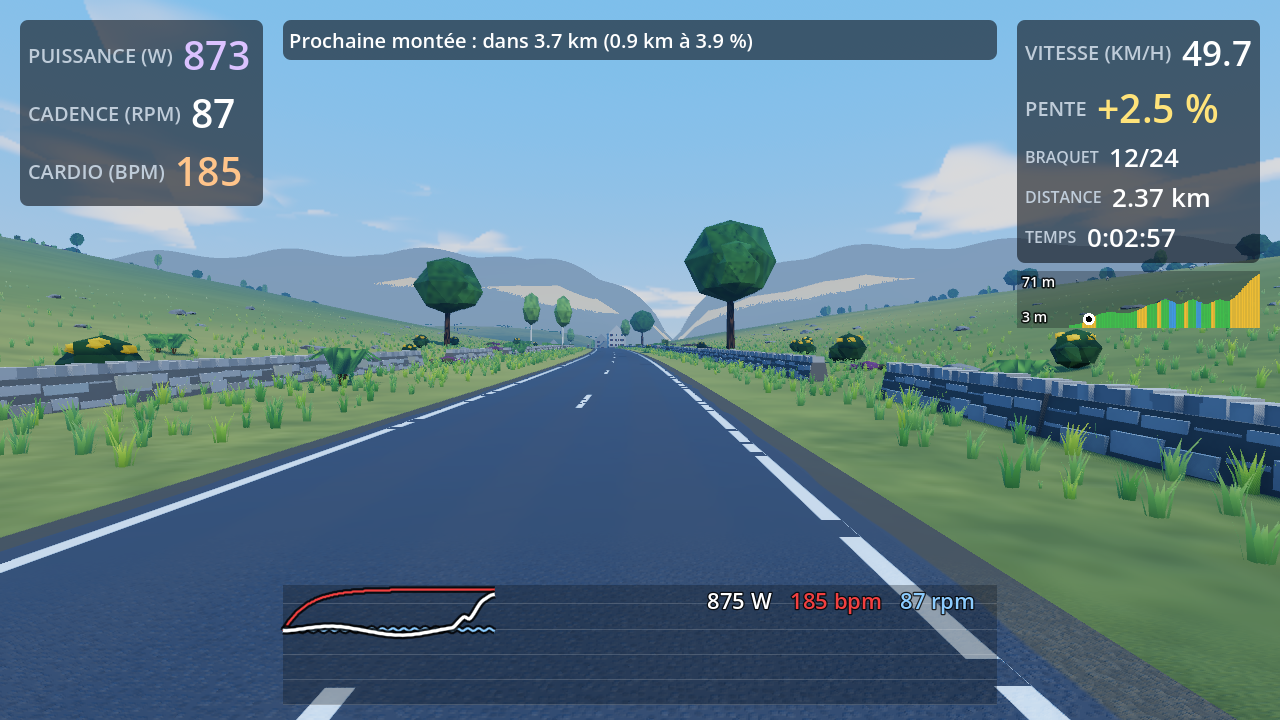 PUISSANCE (W) 873
CADENCE (RPM) 87
CARDIO (BPM) 185
Prochaine montée : dans 3.7 km (0.9 km à 3.9 %)
VITESSE (KM/H) 49.7
PENTE +2.5 %
BRAQUET 12/24
DISTANCE 2.37 km
TEMPS 0:02:57
71 m
3 m
875 W 185 bpm 87 rpm